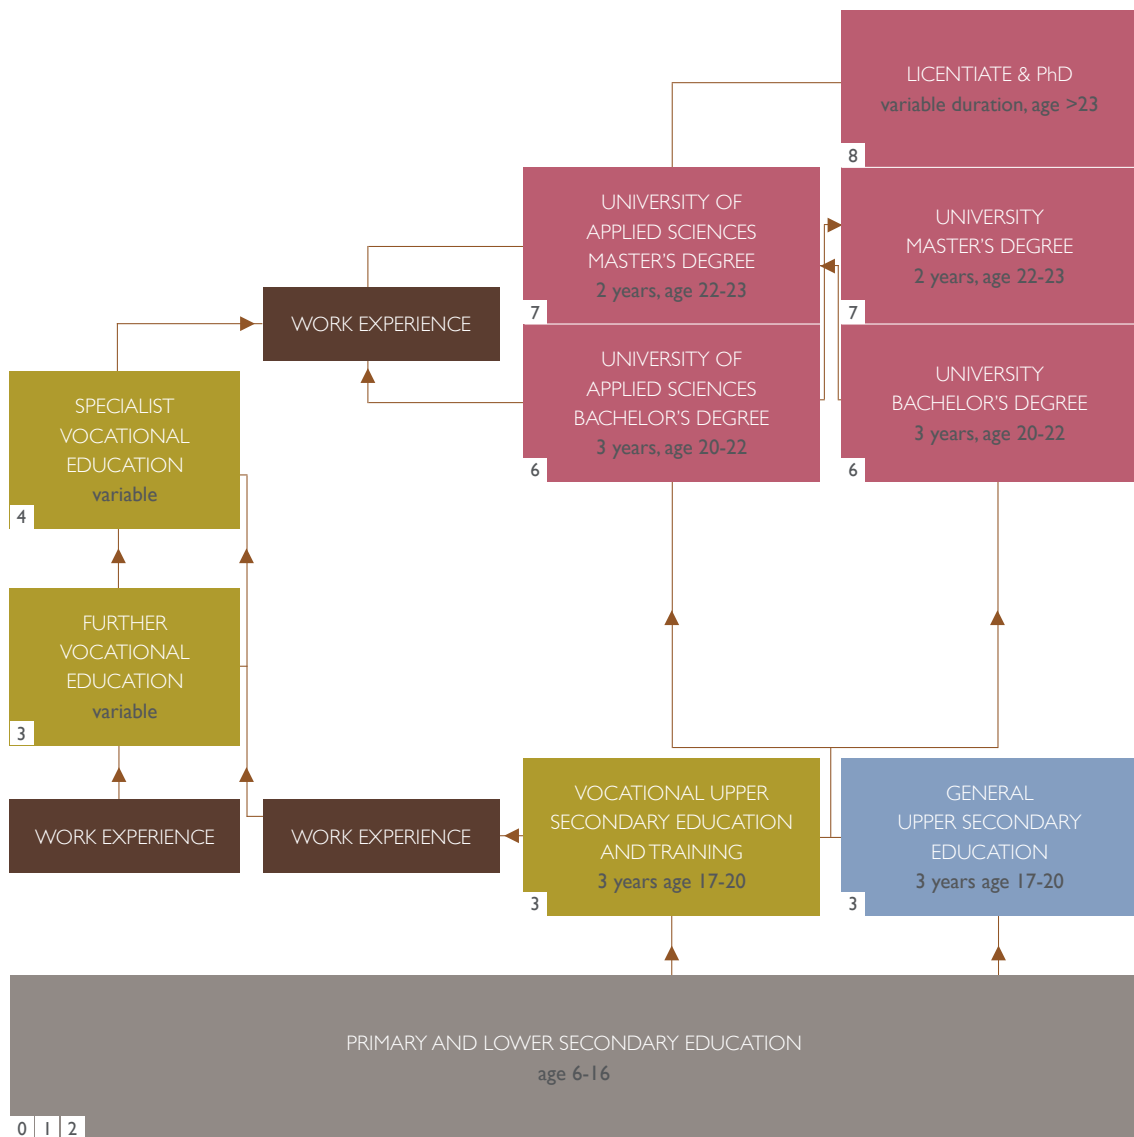 LICENTIATE & PhD
variable duration, age >23
8
UNIVERSITY OF
APPLIED SCIENCES
MASTER'S DEGREE
2 years, age 22-23
7
UNIVERSITY
MASTER'S DEGREE
2 years, age 22-23
7
WORK EXPERIENCE
UNIVERSITY OF
APPLIED SCIENCES
BACHELOR'S DEGREE
3 years, age 20-22
6
UNIVERSITY
BACHELOR'S DEGREE
3 years, age 20-22
6
SPECIALIST
VOCATIONAL
EDUCATION
variable
4
FURTHER
VOCATIONAL
EDUCATION
variable
3
WORK EXPERIENCE
WORK EXPERIENCE
VOCATIONAL UPPER
SECONDARY EDUCATION
AND TRAINING
3 years age 17-20
3
GENERAL
UPPER SECONDARY
EDUCATION
3 years age 17-20
3
PRIMARY AND LOWER SECONDARY EDUCATION
age 6-16
0 1 2